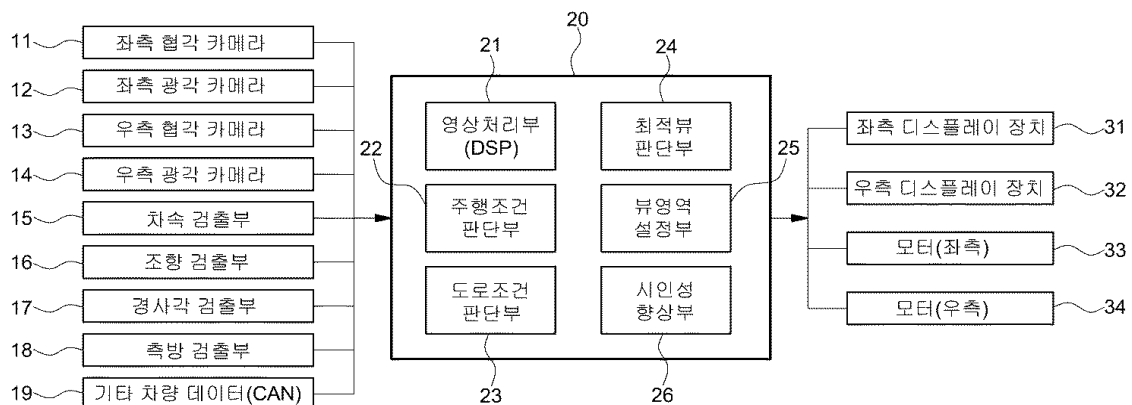 11 좌측 협각 카메라
12 좌측 광각 카메라
13 우측 협각 카메라
14 우측 광각 카메라
15 차속 검출부
16 조향 검출부
17 경사각 검출부
18 측방 검출부
19 기타 차량 데이터(CAN)
20
21
영상처리부
(DSP)
22
주행조건
판단부
도로조건
판단부
23
24
최적뷰
판단부
25
뷰영역
설정부
시인성
향상부
26
좌측 디스플레이 장치 31
우측 디스플레이 장치 32
모터(좌측) 33
모터(우측) 34